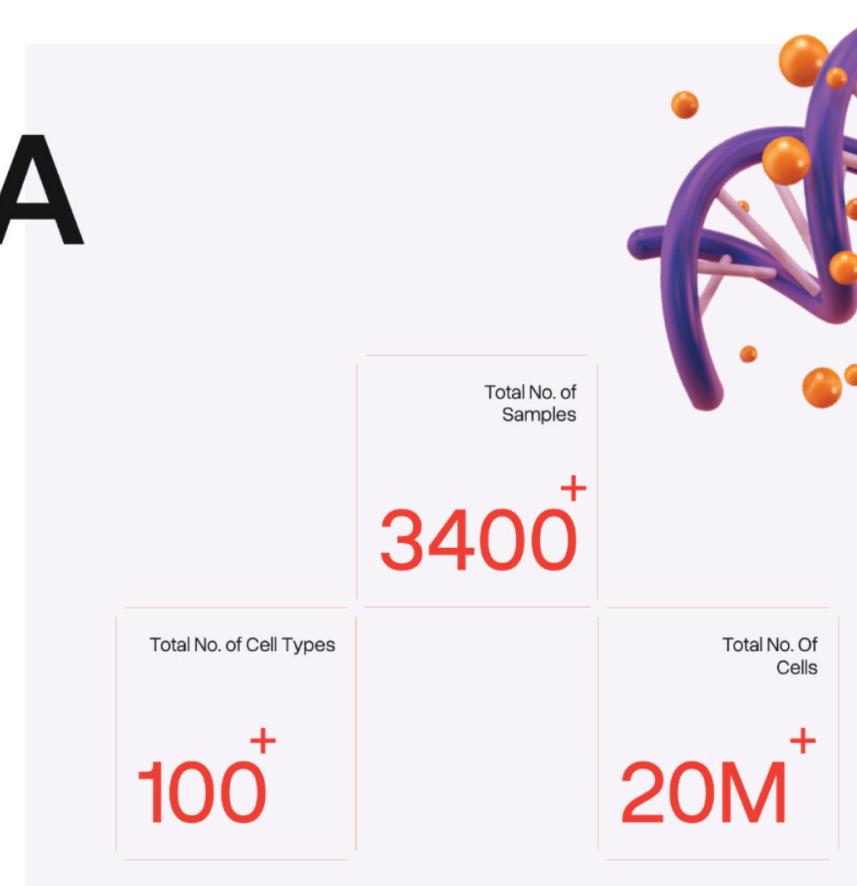 A
Total No. of
Samples
3400+
Total No. of Cell Types
100+
Total No. Of
Cells
20M+